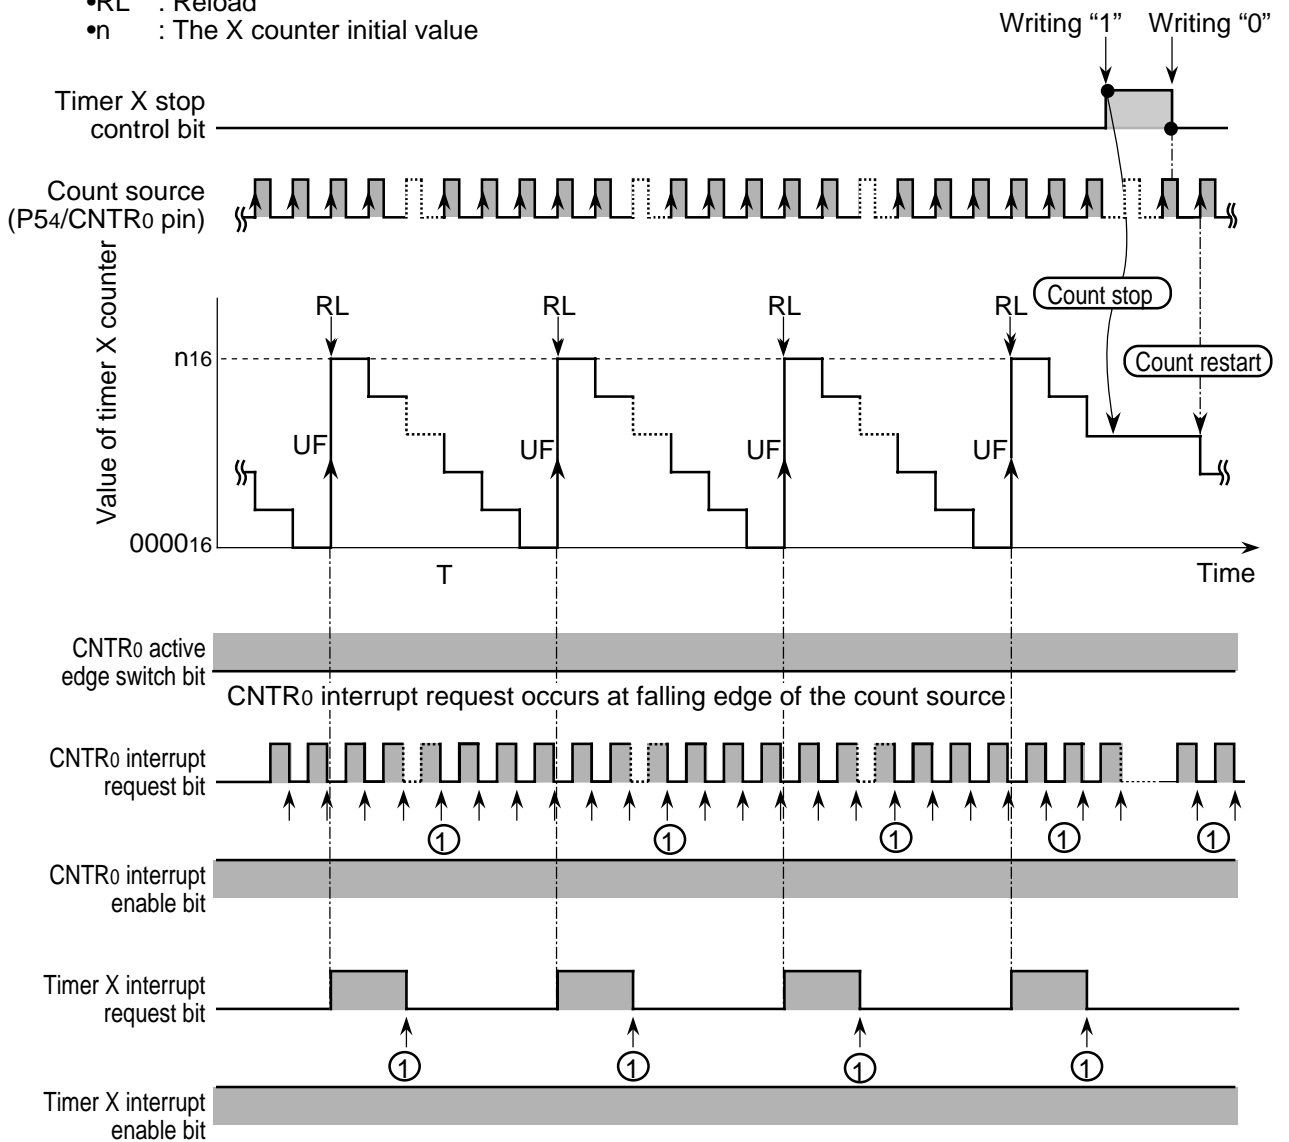 •RL : Reload
•n : The X counter initial value
Writing “1” Writing “0”
Timer X stop
control bit
Count source
(P54/CNTR0 pin)
Value of timer X counter
RL RL RL RL
Count stop
n16
Count restart
UF UF UF UF
000016
T
Time
CNTR0 active
edge switch bit
CNTR0 interrupt request occurs at falling edge of the count source
CNTR0 interrupt
request bit
① ① ① ① ①
CNTR0 interrupt
enable bit
Timer X interrupt
request bit
① ① ① ①
Timer X interrupt
enable bit